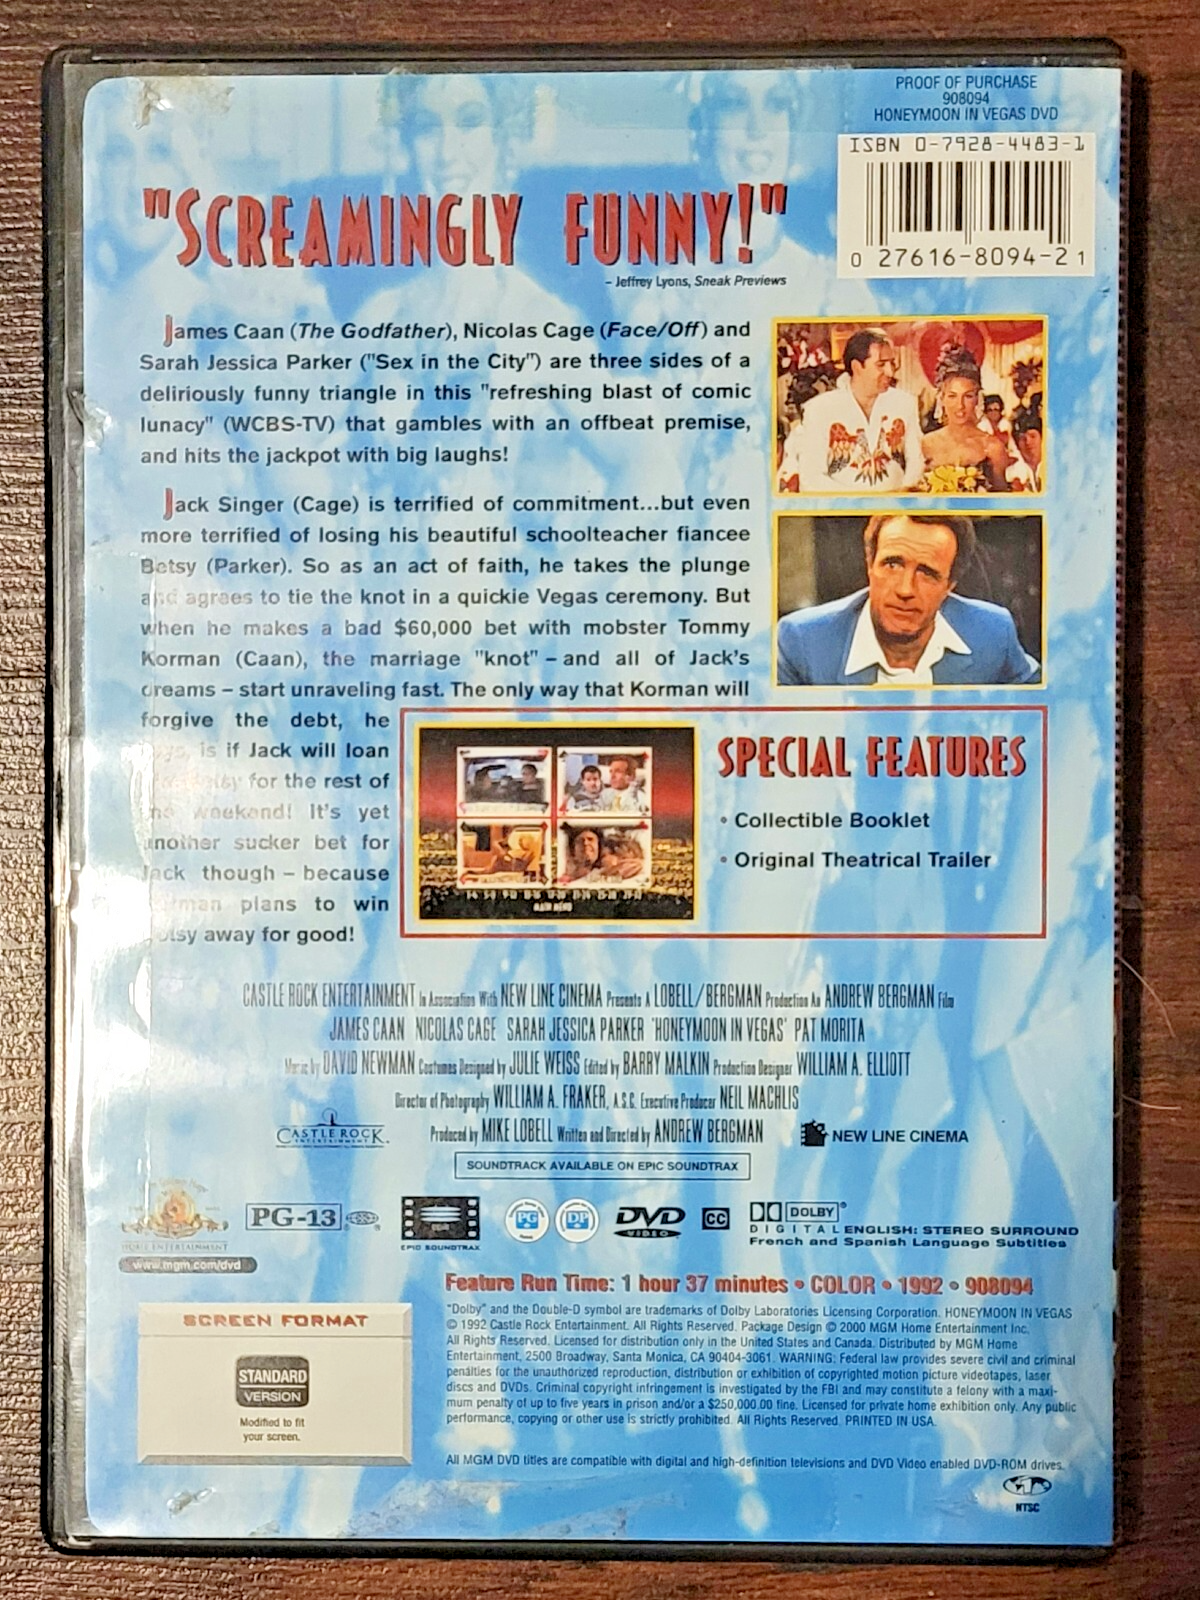 PROOF OF PURCHASE
908094
HONEYMOON IN VEGAS DVD
ISBN 0-7928-4483-1
0 27616-8094-2 1
"SCREAMINGLY FUNNY!"
– Jeffrey Lyons, Sneak Previews
James Caan (The Godfather), Nicolas Cage (Face/Off) and
Sarah Jessica Parker ("Sex in the City") are three sides of a
deliriously funny triangle in this "refreshing blast of comic
lunacy" (WCBS-TV) that gambles with an offbeat premise,
and hits the jackpot with big laughs!
Jack Singer (Cage) is terrified of commitment...but even
more terrified of losing his beautiful schoolteacher fiancee
Betsy (Parker). So as an act of faith, he takes the plunge
and agrees to tie the knot in a quickie Vegas ceremony. But
when he makes a bad $60,000 bet with mobster Tommy
Korman (Caan), the marriage "knot" – and all of Jack's
dreams – start unraveling fast. The only way that Korman will
forgive the debt, he
is if Jack will loan
for the rest of
the weekend! It's yet
another sucker bet for
Jack though – because
Korman plans to win
Betsy away for good!
SPECIAL FEATURES
• Collectible Booklet
• Original Theatrical Trailer
CASTLE ROCK ENTERTAINMENT In Association With NEW LINE CINEMA Presents A LOBELL/BERGMAN Production An ANDREW BERGMAN Film
JAMES CAAN NICOLAS CAGE SARAH JESSICA PARKER "HONEYMOON IN VEGAS" PAT MORITA
Music by DAVID NEWMAN Costumes Designed by JULIE WEISS Edited by BARRY MALKIN Production Designer WILLIAM A. ELLIOTT
Director of Photography WILLIAM A. FRAKER, A.S.C. Executive Producer NEIL MACHLIS
Produced by MIKE LOBELL Written and Directed by ANDREW BERGMAN
CASTLE ROCK
ENTERTAINMENT
NEW LINE CINEMA
SOUNDTRACK AVAILABLE ON EPIC SOUNDTRAX
HOME ENTERTAINMENT
www.mgm.com/dvd
PG-13
EPIC SOUNDTRAX
PG
DP
DVD
VIDEO
CC
DOLBY
DIGITAL ENGLISH: STEREO SURROUND
French and Spanish Language Subtitles
Feature Run Time: 1 hour 37 minutes • COLOR • 1992 • 908094
SCREEN FORMAT
STANDARD
VERSION
Modified to fit
your screen.
"Dolby" and the Double-D symbol are trademarks of Dolby Laboratories Licensing Corporation. HONEYMOON IN VEGAS
© 1992 Castle Rock Entertainment. All Rights Reserved. Package Design © 2000 MGM Home Entertainment Inc.
All Rights Reserved. Licensed for distribution only in the United States and Canada. Distributed by MGM Home
Entertainment, 2500 Broadway, Santa Monica, CA 90404-3061. WARNING: Federal law provides severe civil and criminal
penalties for the unauthorized reproduction, distribution or exhibition of copyrighted motion picture videotapes, laser
discs and DVDs. Criminal copyright infringement is investigated by the FBI and may constitute a felony with a maxi-
mum penalty of up to five years in prison and/or a $250,000.00 fine. Licensed for private home exhibition only. Any public
performance, copying or other use is strictly prohibited. All Rights Reserved. PRINTED IN USA.
All MGM DVD titles are compatible with digital and high-definition televisions and DVD Video enabled DVD-ROM drives.
1
NTSC